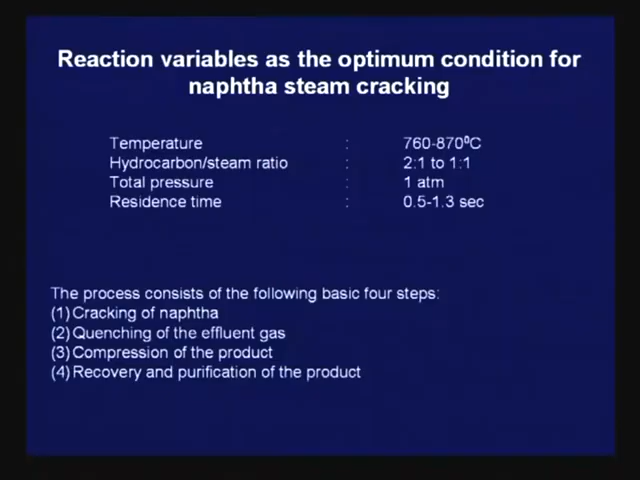 Reaction variables as the optimum condition for
naphtha steam cracking
Temperature : 760-870⁰C
Hydrocarbon/steam ratio : 2:1 to 1:1
Total pressure : 1 atm
Residence time : 0.5-1.3 sec
The process consists of the following basic four steps:
(1) Cracking of naphtha
(2) Quenching of the effluent gas
(3) Compression of the product
(4) Recovery and purification of the product